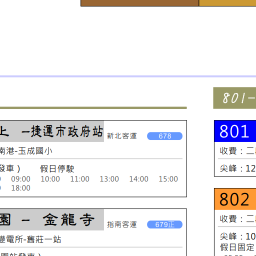 801-
上 －捷運市政府站 新北客運 678
南港-玉成國小
發車） 假日停駛
09:00 10:00 11:00 13:00 14:00 15:00
18:00
園 － 金龍寺 指南客運 679正
變電所-舊莊一站
801
收費：二
尖峰：12
802
收費：二
尖峰：10
假日固定